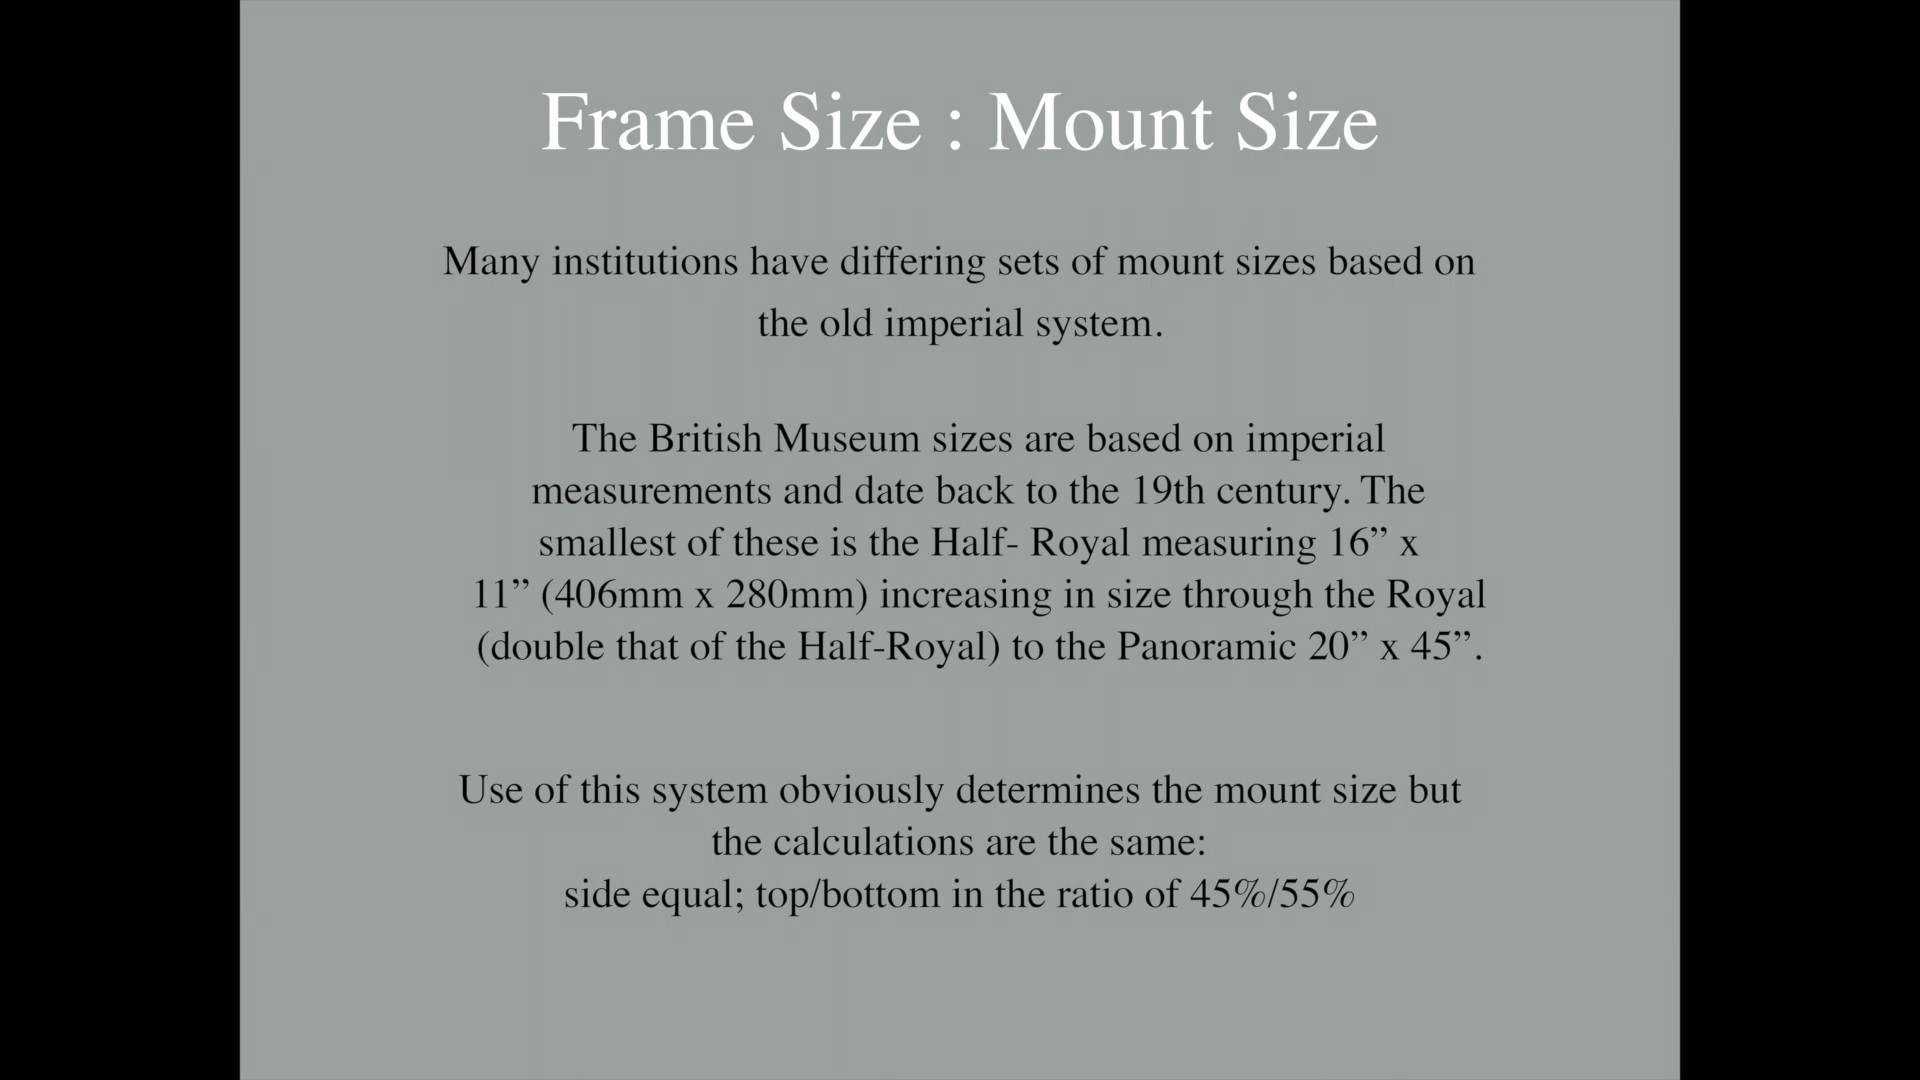 Frame Size : Mount Size
Many institutions have differing sets of mount sizes based on
the old imperial system.
The British Museum sizes are based on imperial
measurements and date back to the 19th century. The
smallest of these is the Half- Royal measuring 16” x
11” (406mm x 280mm) increasing in size through the Royal
(double that of the Half-Royal) to the Panoramic 20” x 45”.
Use of this system obviously determines the mount size but
the calculations are the same:
side equal; top/bottom in the ratio of 45%/55%